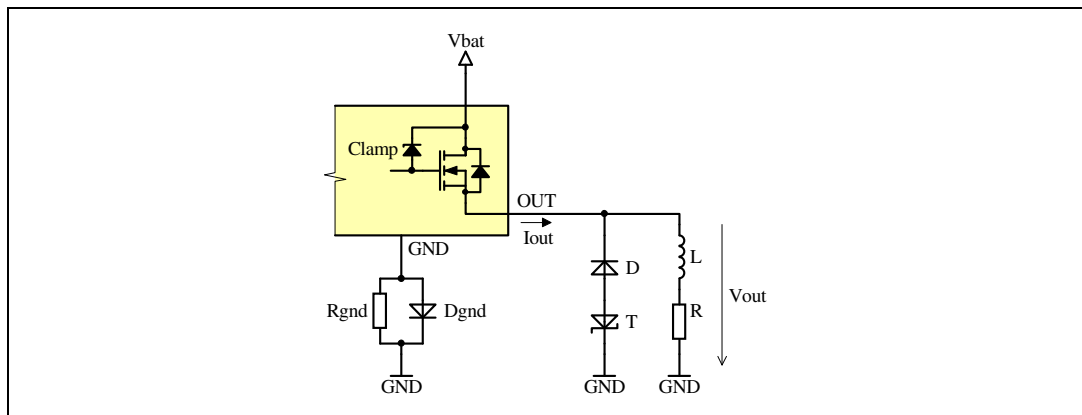 Vbat
Clamp
OUT
Iout
GND
D
L
Vout
Rgnd
Dgnd
T
R
GND
GND
GND